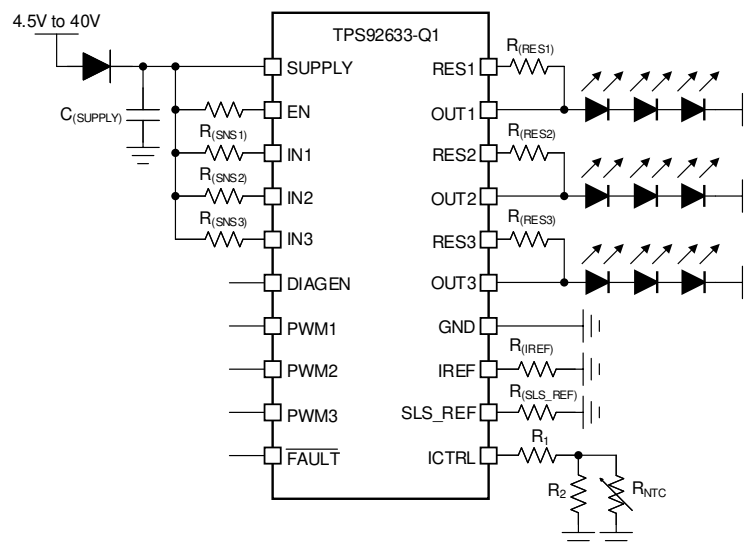 4.5V to 40V
TPS92633-Q1
SUPPLY
C(SUPPLY)
EN
R(SNS1)
IN1
R(SNS2)
IN2
R(SNS3)
IN3
DIAGEN
PWM1
PWM2
PWM3
FAULT
RES1
R(RES1)
OUT1
RES2
R(RES2)
OUT2
RES3
R(RES3)
OUT3
GND
IREF
R(IREF)
SLS_REF
R(SLS_REF)
ICTRL
R1
R2
RNTC